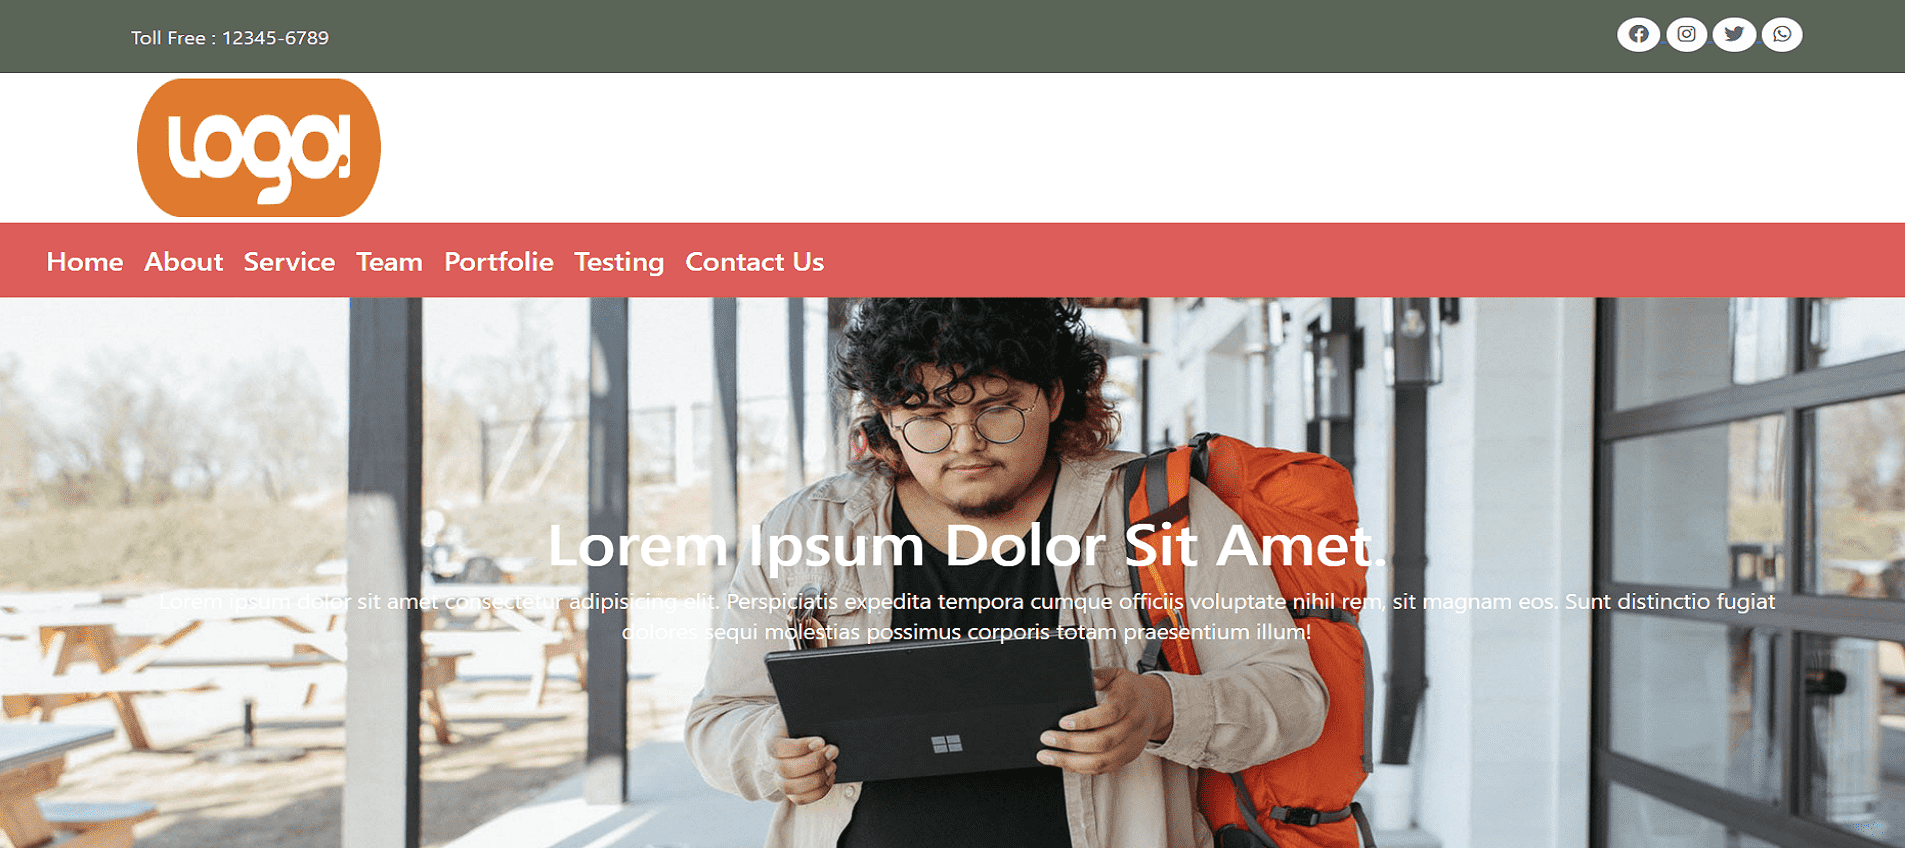 Toll Free : 12345-6789
Logo!
Home About Service Team Portfolie Testing Contact Us
Lorem Ipsum Dolor Sit Amet.
Lorem ipsum dolor sit amet consectetur adipisicing elit. Perspiciatis expedita tempora cumque officiis voluptate nihil rem, sit magnam eos. Sunt distinctio fugiat
dolores sequi molestias possimus corporis totam praesentium illum!